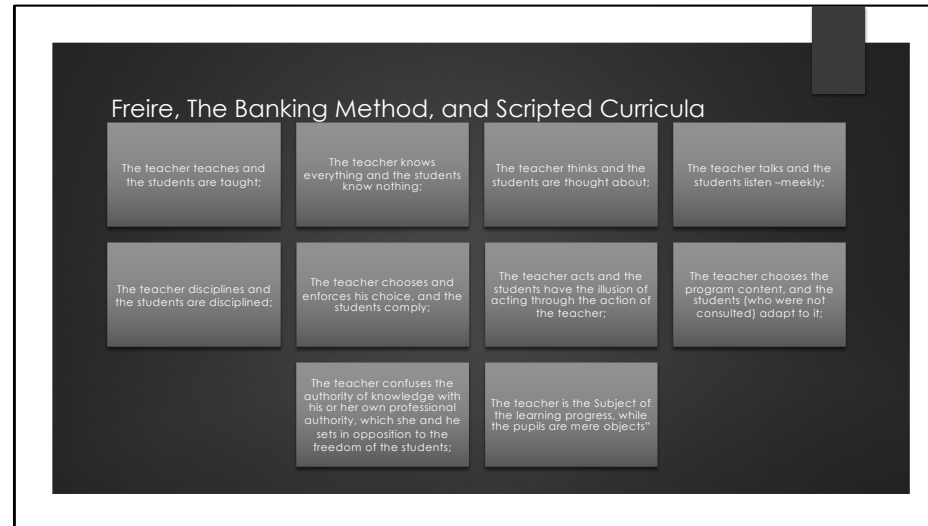 Freire, The Banking Method, and Scripted Curricula
The teacher teaches and
the students are taught;
The teacher knows
everything and the students
know nothing;
The teacher thinks and the
students are thought about;
The teacher talks and the
students listen –meekly;
The teacher disciplines and
the students are disciplined;
The teacher chooses and
enforces his choice, and the
students comply;
The teacher acts and the
students have the illusion of
acting through the action of
the teacher;
The teacher chooses the
program content, and the
students (who were not
consulted) adapt to it;
The teacher confuses the
authority of knowledge with
his or her own professional
authority, which she and he
sets in opposition to the
freedom of the students;
The teacher is the Subject of
the learning progress, while
the pupils are mere objects"